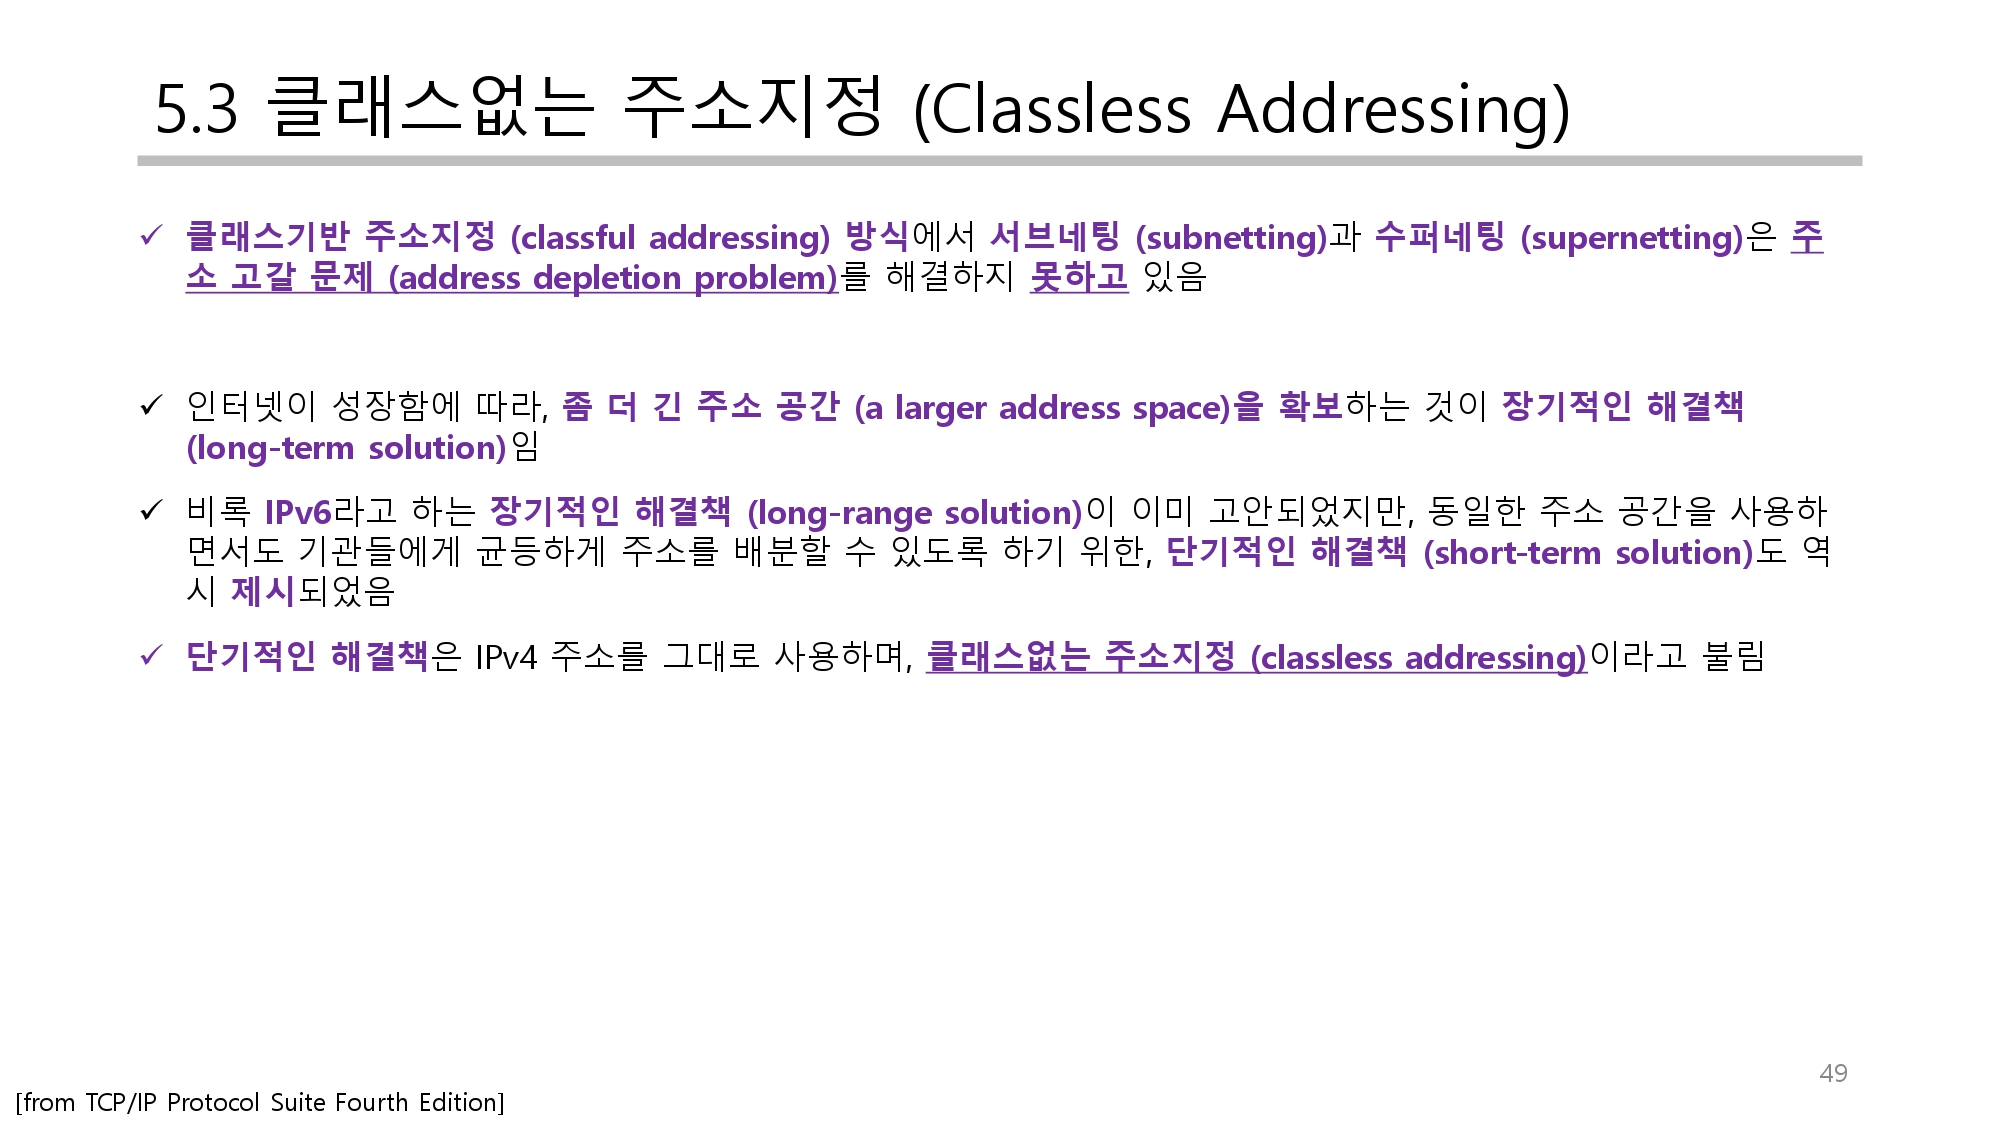 5.3 클래스없는 주소지정 (Classless Addressing)
✓ 클래스기반 주소지정 (classful addressing) 방식에서 서브네팅 (subnetting)과 수퍼네팅 (supernetting)은 주
소 고갈 문제 (address depletion problem)를 해결하지 못하고 있음
✓ 인터넷이 성장함에 따라, 좀 더 긴 주소 공간 (a larger address space)을 확보하는 것이 장기적인 해결책
(long-term solution)임
✓ 비록 IPv6라고 하는 장기적인 해결책 (long-range solution)이 이미 고안되었지만, 동일한 주소 공간을 사용하
면서도 기관들에게 균등하게 주소를 배분할 수 있도록 하기 위한, 단기적인 해결책 (short-term solution)도 역
시 제시되었음
✓ 단기적인 해결책은 IPv4 주소를 그대로 사용하며, 클래스없는 주소지정 (classless addressing)이라고 불림
49
[from TCP/IP Protocol Suite Fourth Edition]